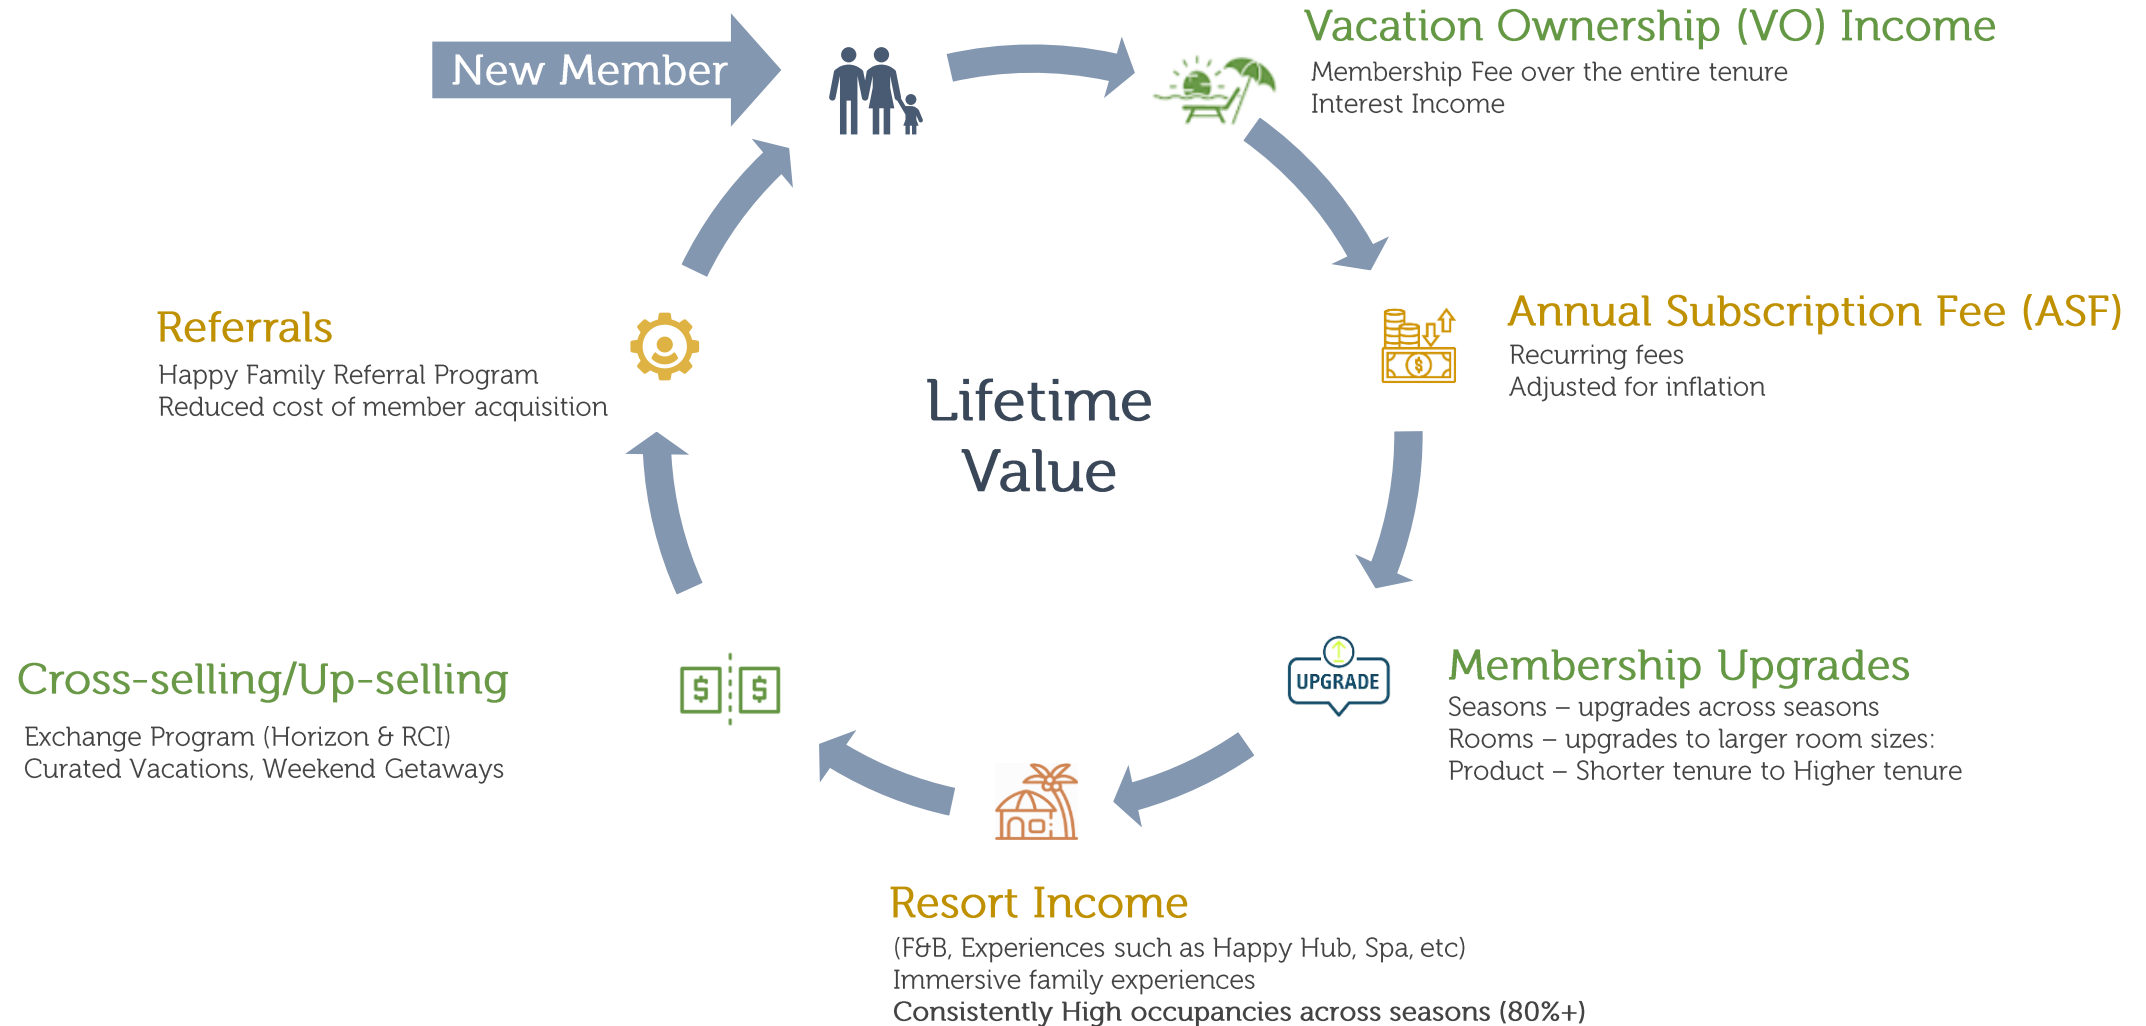 New Member
Vacation Ownership (VO) Income
Membership Fee over the entire tenure
Interest Income
Annual Subscription Fee (ASF)
Recurring fees
Adjusted for inflation
$
UPGRADE
Membership Upgrades
Seasons – upgrades across seasons
Rooms – upgrades to larger room sizes:
Product – Shorter tenure to Higher tenure
Resort Income
(F&B, Experiences such as Happy Hub, Spa, etc)
Immersive family experiences
Consistently High occupancies across seasons (80%+)
$ $
Cross-selling/Up-selling
Exchange Program (Horizon & RCI)
Curated Vacations, Weekend Getaways
Referrals
Happy Family Referral Program
Reduced cost of member acquisition
Lifetime
Value